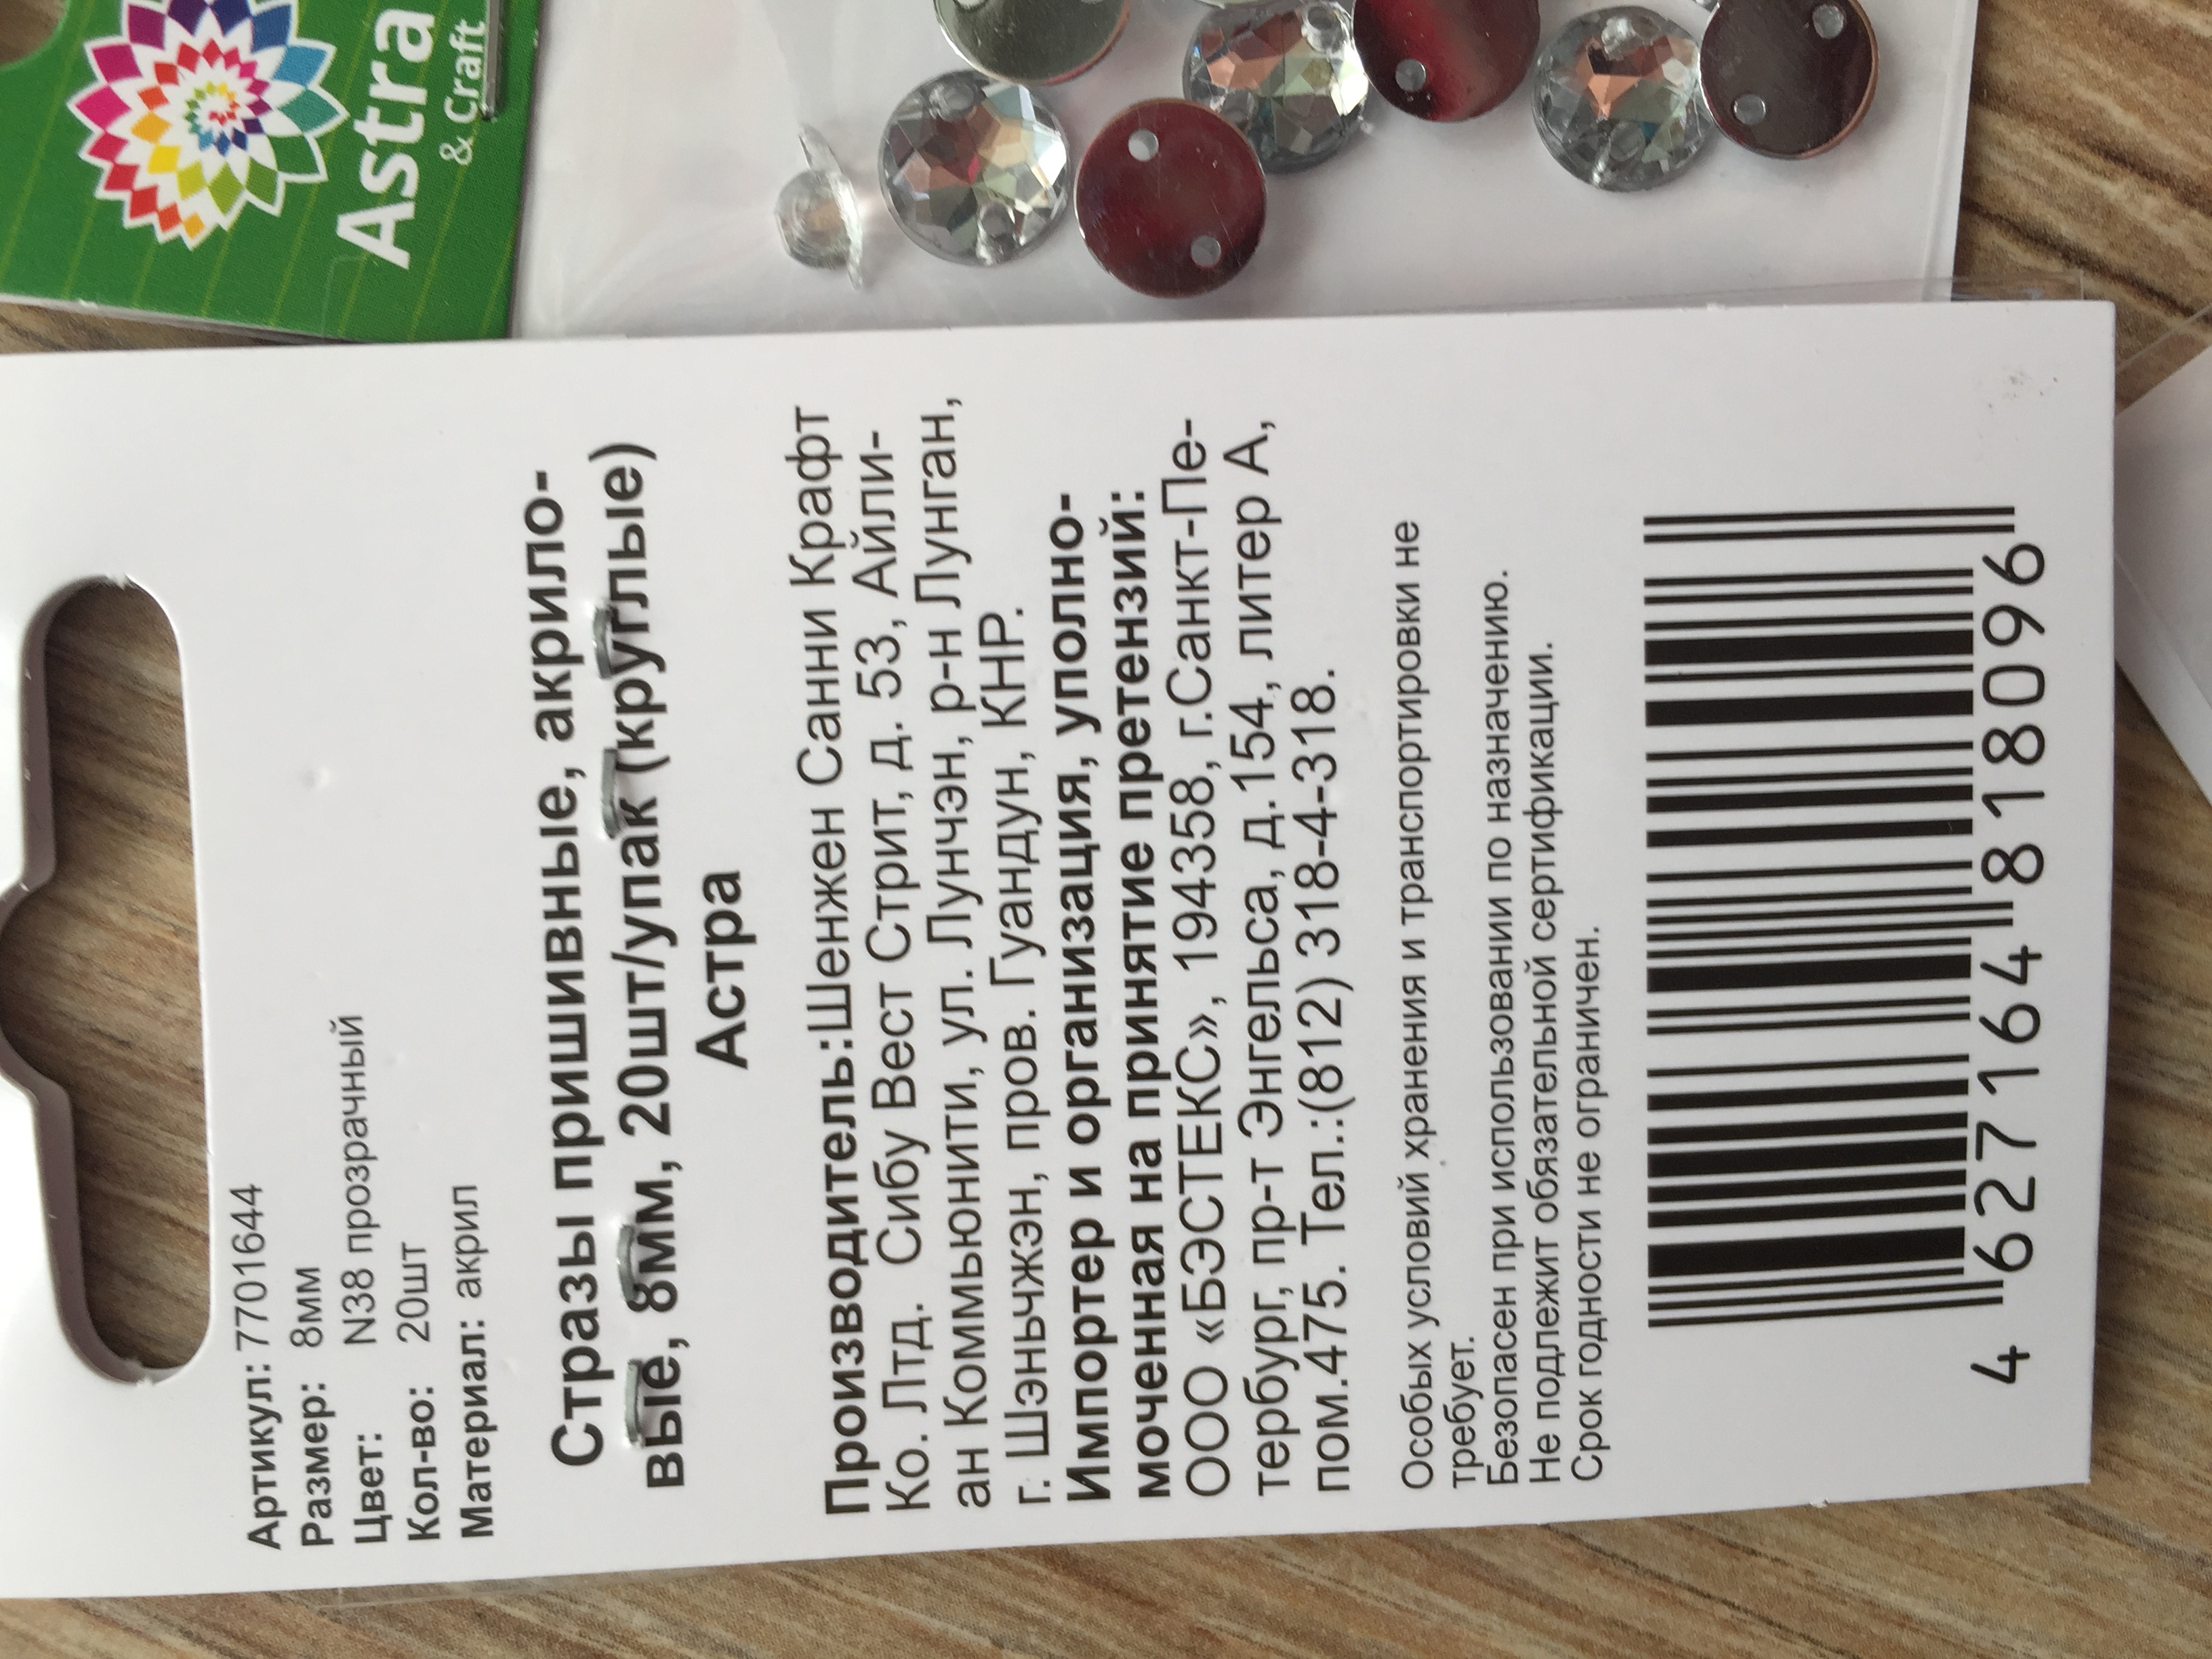 Astra
& Craft
Артикул: 7701644
Размер: 8мм
Цвет: N38 прозрачный
Кол-во: 20шт
Материал: акрил
Стразы пришивные, акрило-
вые, 8мм, 20шт/упак (круглые)
Астра
Производитель:Шенжен Санни Крафт
Ко. Лтд. Сибу Вест Стрит, д. 53, Айли-
ан Коммьюнити, ул. Лунчэн, р-н Лунган,
г. Шэньчжэн, пров. Гуандун, КНР.
Импортер и организация, уполно-
моченная на принятие претензий:
ООО «БЭСТЕКС», 194358, г.Санкт-Пе-
тербург, пр-т Энгельса, д.154, литер А,
пом.475. Тел.:(812) 318-4-318.
Особых условий хранения и транспортировки не
требует.
Безопасен при использовании по назначению.
Не подлежит обязательной сертификации.
Срок годности не ограничен.
4 627164 818096